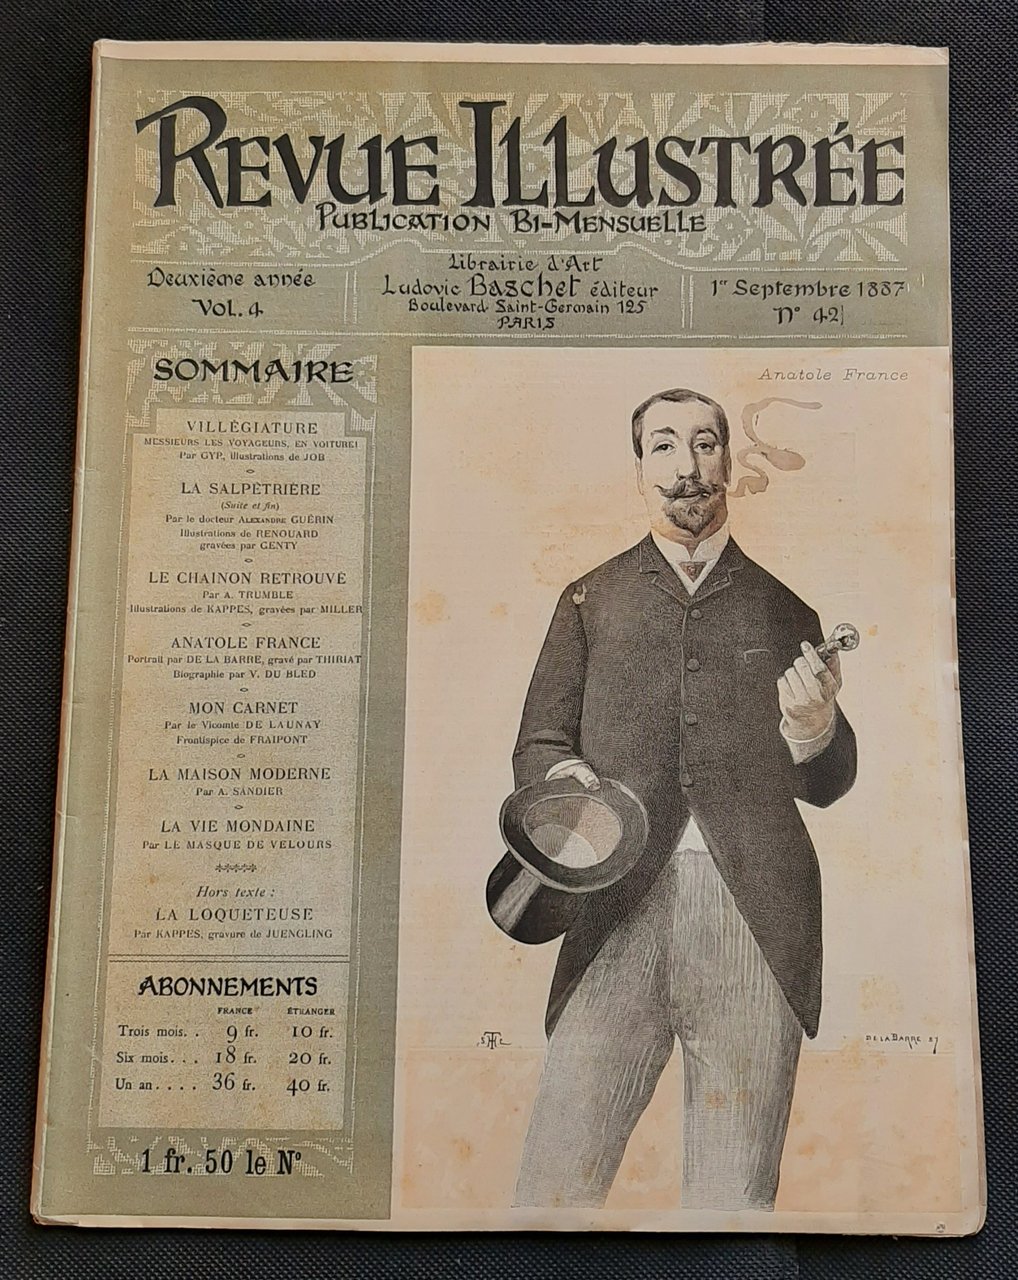 REVUE ILLUSTRÉE
PUBLICATION BI-MENSUELLE
Deuxième année
Vol. 4
Librairie d'Art
Ludovic Baschet éditeur
Boulevard Saint-Germain 125
PARIS
1er Septembre 1887
N° 42
SOMMAIRE
VILLÉGIATURE
MESSIEURS LES VOYAGEURS, EN VOITURE!
Par GYP, illustrations de JOB
LA SALPÊTRIÈRE
(Suite et fin)
Par le docteur ALEXANDRE GUÉRIN
Illustrations de RENOUARD
gravées par GENTY
LE CHAINON RETROUVÉ
Par A. TRUMBLE
Illustrations de KAPPES, gravées par MILLER
ANATOLE FRANCE
Portrait par DE LA BARRE, gravé par THIRIAT
Biographie par V. DU BLED
MON CARNET
Par le Vicomte DE LAUNAY
Frontispice de FRAIPONT
LA MAISON MODERNE
Par A. SANDIER
LA VIE MONDAINE
Par LE MASQUE DE VELOURS
Hors texte :
LA LOQUETEUSE
Par KAPPES, gravure de JUENGLING
ABONNEMENTS
FRANCE ÉTRANGER
Trois mois. . 9 fr. 10 fr.
Six mois. . . 18 fr. 20 fr.
Un an. . . . 36 fr. 40 fr.
1 fr. 50 le N°
Anatole France
DE LA BARRE 87